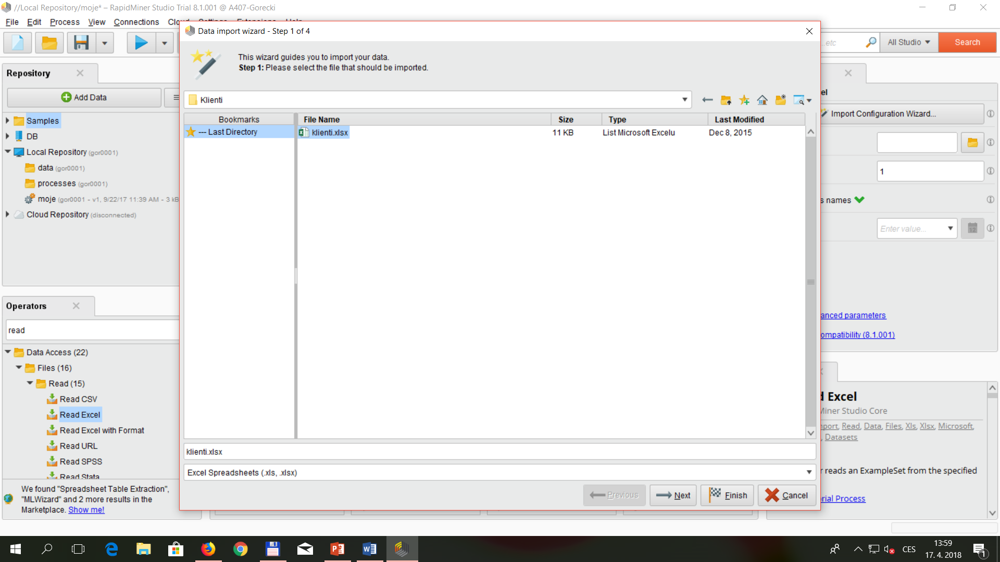 //Local Repository/moje* – RapidMiner Studio Trial 8.1.001 @ A407-Gorecki
File Edit Process View Connections
...etc
All Studio
Search
Data import wizard - Step 1 of 4
This wizard guides you to import your data.
Step 1: Please select the file that should be imported.
Klienti
Bookmarks
--- Last Directory
File Name Size Type Last Modified
klienti.xlsx 11 KB List Microsoft Excelu Dec 8, 2015
klienti.xlsx
Excel Spreadsheets (.xls, .xlsx)
Previous Next Finish Cancel
Repository
Add Data
Samples
DB
Local Repository (gor0001)
data (gor0001)
processes (gor0001)
moje (gor0001 - v1, 9/22/17 11:39 AM - 3 kB
Cloud Repository (disconnected)
Operators
read
Data Access (22)
Files (16)
Read (15)
Read CSV
Read Excel
Read Excel with Format
Read URL
Read SPSS
Read Stata
We found "Spreadsheet Table Extraction",
"MLWizard" and 2 more results in the
Marketplace. Show me!
el
Import Configuration Wizard...
1
s names
Enter value...
12
anced parameters
ompatibility (8.1.001)
d Excel
Miner Studio Core
mport, Read, Data, Files, Xls, Xlsx, Microsoft,
, Datasets
r reads an ExampleSet from the specified
rial Process
CES
13:59
17. 4. 2018
1